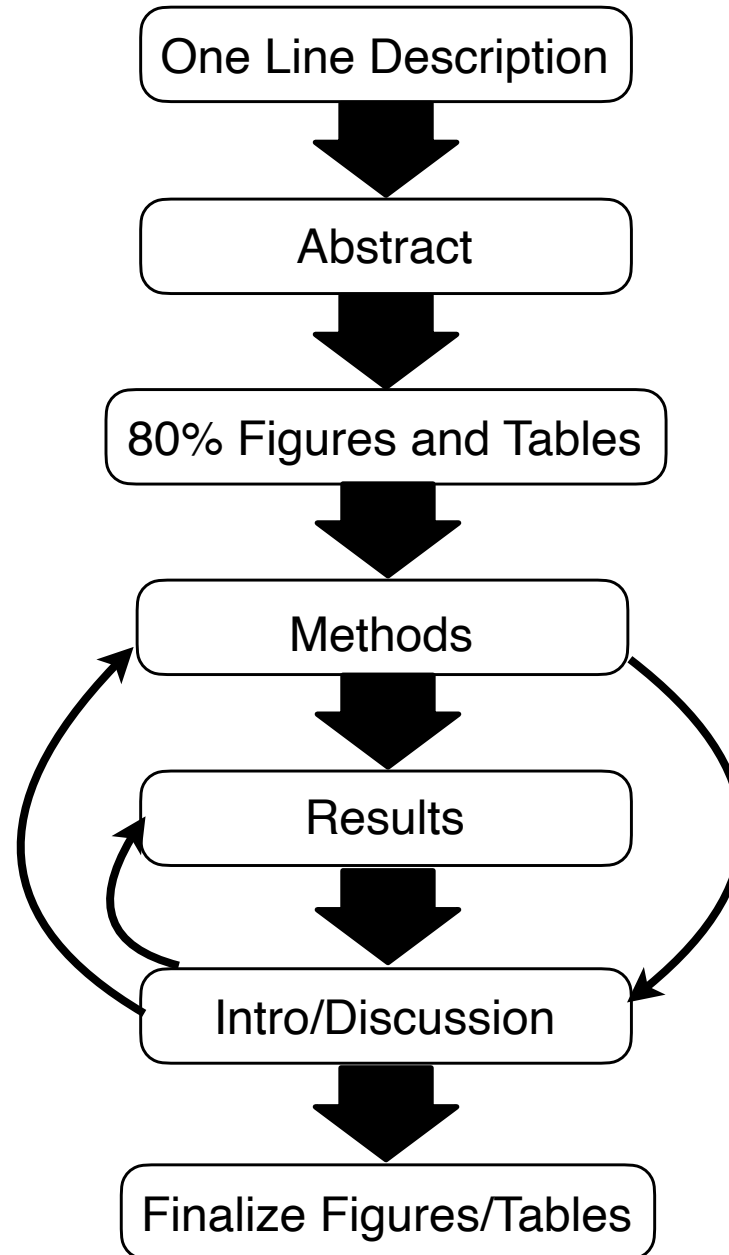 One Line Description
Abstract
80% Figures and Tables
Methods
Results
Intro/Discussion
Finalize Figures/Tables